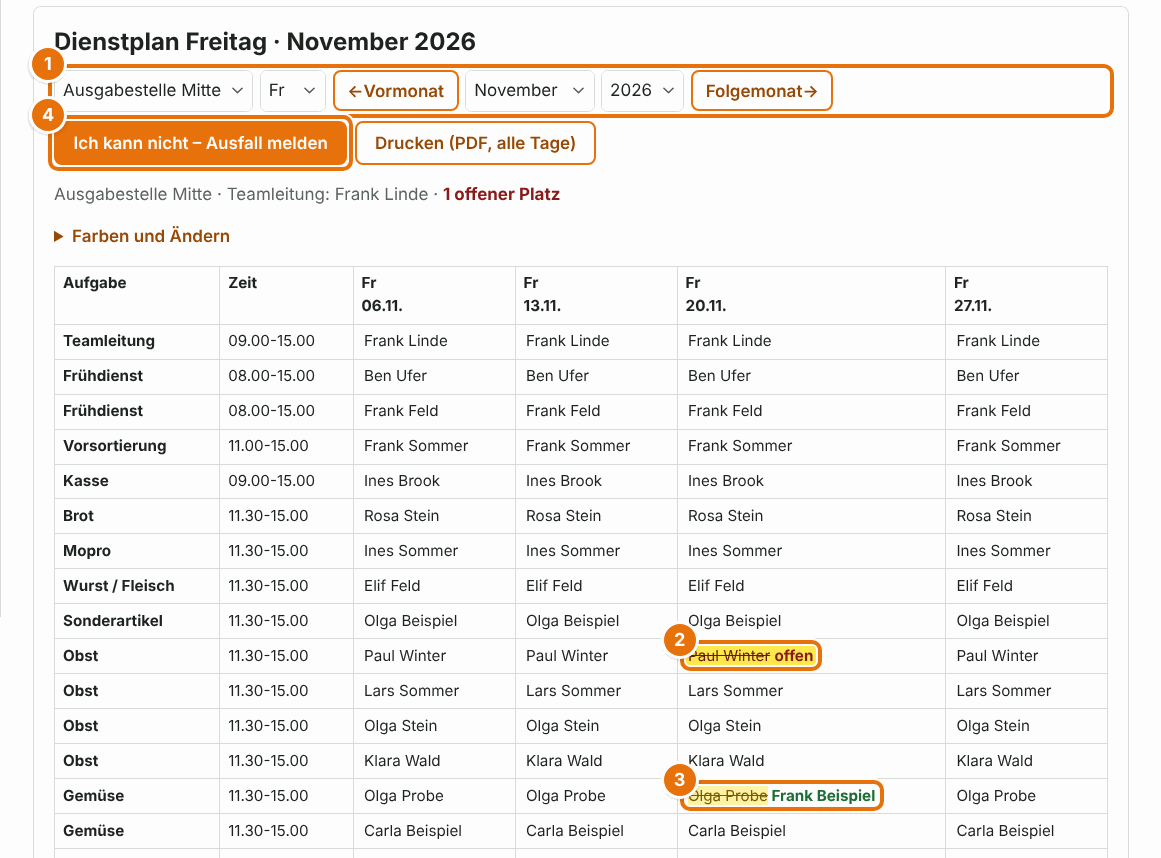 Dienstplan Freitag · November 2026
1
Ausgabestelle Mitte Fr ←Vormonat November 2026 Folgemonat→
4
Ich kann nicht – Ausfall melden Drucken (PDF, alle Tage)
Ausgabestelle Mitte · Teamleitung: Frank Linde · 1 offener Platz
▶ Farben und Ändern
Aufgabe Zeit Fr 06.11. Fr 13.11. Fr 20.11. Fr 27.11.
Teamleitung 09.00-15.00 Frank Linde Frank Linde Frank Linde Frank Linde
Frühdienst 08.00-15.00 Ben Ufer Ben Ufer Ben Ufer Ben Ufer
Frühdienst 08.00-15.00 Frank Feld Frank Feld Frank Feld Frank Feld
Vorsortierung 11.00-15.00 Frank Sommer Frank Sommer Frank Sommer Frank Sommer
Kasse 09.00-15.00 Ines Brook Ines Brook Ines Brook Ines Brook
Brot 11.30-15.00 Rosa Stein Rosa Stein Rosa Stein Rosa Stein
Mopro 11.30-15.00 Ines Sommer Ines Sommer Ines Sommer Ines Sommer
Wurst / Fleisch 11.30-15.00 Elif Feld Elif Feld Elif Feld Elif Feld
Sonderartikel 11.30-15.00 Olga Beispiel Olga Beispiel Olga Beispiel Olga Beispiel
Obst 11.30-15.00 Paul Winter Paul Winter 2 Paul Winter offen Paul Winter
Obst 11.30-15.00 Lars Sommer Lars Sommer Lars Sommer Lars Sommer
Obst 11.30-15.00 Olga Stein Olga Stein Olga Stein Olga Stein
Obst 11.30-15.00 Klara Wald Klara Wald Klara Wald Klara Wald
Gemüse 11.30-15.00 Olga Probe Olga Probe 3 Olga Probe Frank Beispiel Olga Probe
Gemüse 11.30-15.00 Carla Beispiel Carla Beispiel Carla Beispiel Carla Beispiel